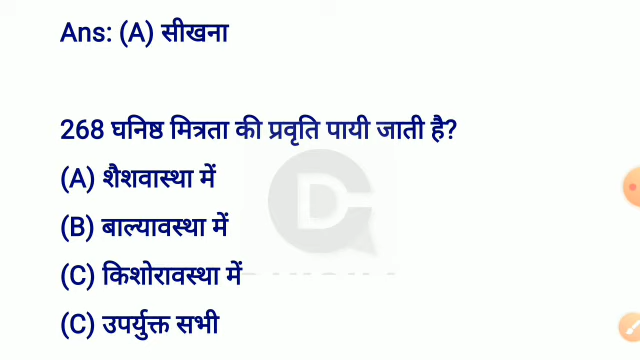 Ans: (A) सीखना
268 घनिष्ठ मित्रता की प्रवृति पायी जाती है?
(A) शैशवास्था में
(B) बाल्यावस्था में
(C) किशोरावस्था में
(C) उपर्युक्त सभी